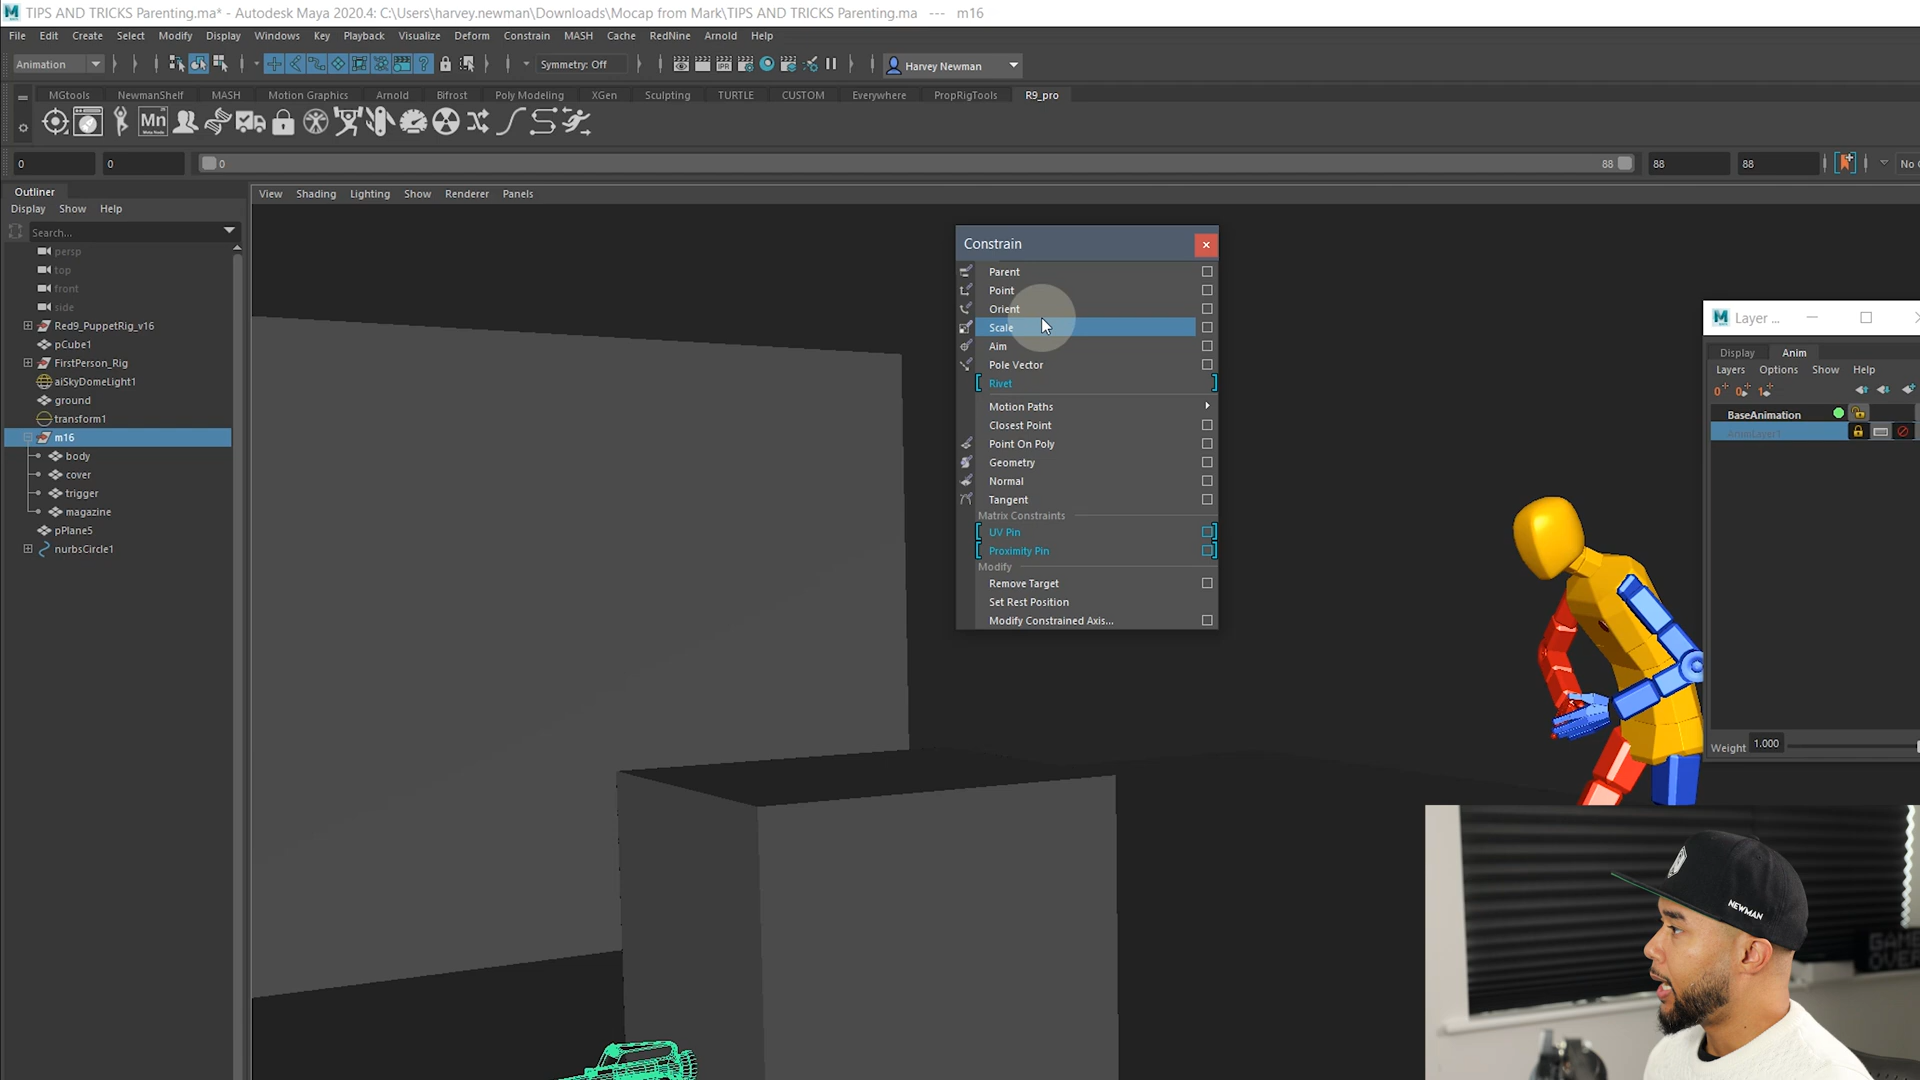 TIPS AND TRICKS Parenting.ma* - Autodesk Maya 2020.4: C:\Users\harvey.newman\Downloads\Mocap from Mark\TIPS AND TRICKS Parenting.ma --- m16
File Edit Create Select Modify Display Windows Key Playback Visualize Deform Constrain MASH Cache RedNine Arnold Help
Animation Symmetry: Off IPR Harvey Newman
MGtools NewmanShelf MASH Motion Graphics Arnold Bifrost Poly Modeling XGen Sculpting TURTLE CUSTOM Everywhere PropRigTools R9_pro
Mn
0 0 0 88 88 88 No C
Outliner
Display Show Help
Search...
persp
top
front
side
Red9_PuppetRig_v16
pCube1
FirstPerson_Rig
aiSkyDomeLight1
ground
transform1
m16
body
cover
trigger
magazine
pPlane5
nurbsCircle1
View Shading Lighting Show Renderer Panels
Constrain
Parent
Point
Orient
Scale
Aim
Pole Vector
Rivet
Motion Paths
Closest Point
Point On Poly
Geometry
Normal
Tangent
Matrix Constraints
UV Pin
Proximity Pin
Modify
Remove Target
Set Rest Position
Modify Constrained Axis...
Layer ...
Display Anim
Layers Options Show Help
BaseAnimation
AnimLayer1
Weight 1.000
NEWMAN
GAME
OVER